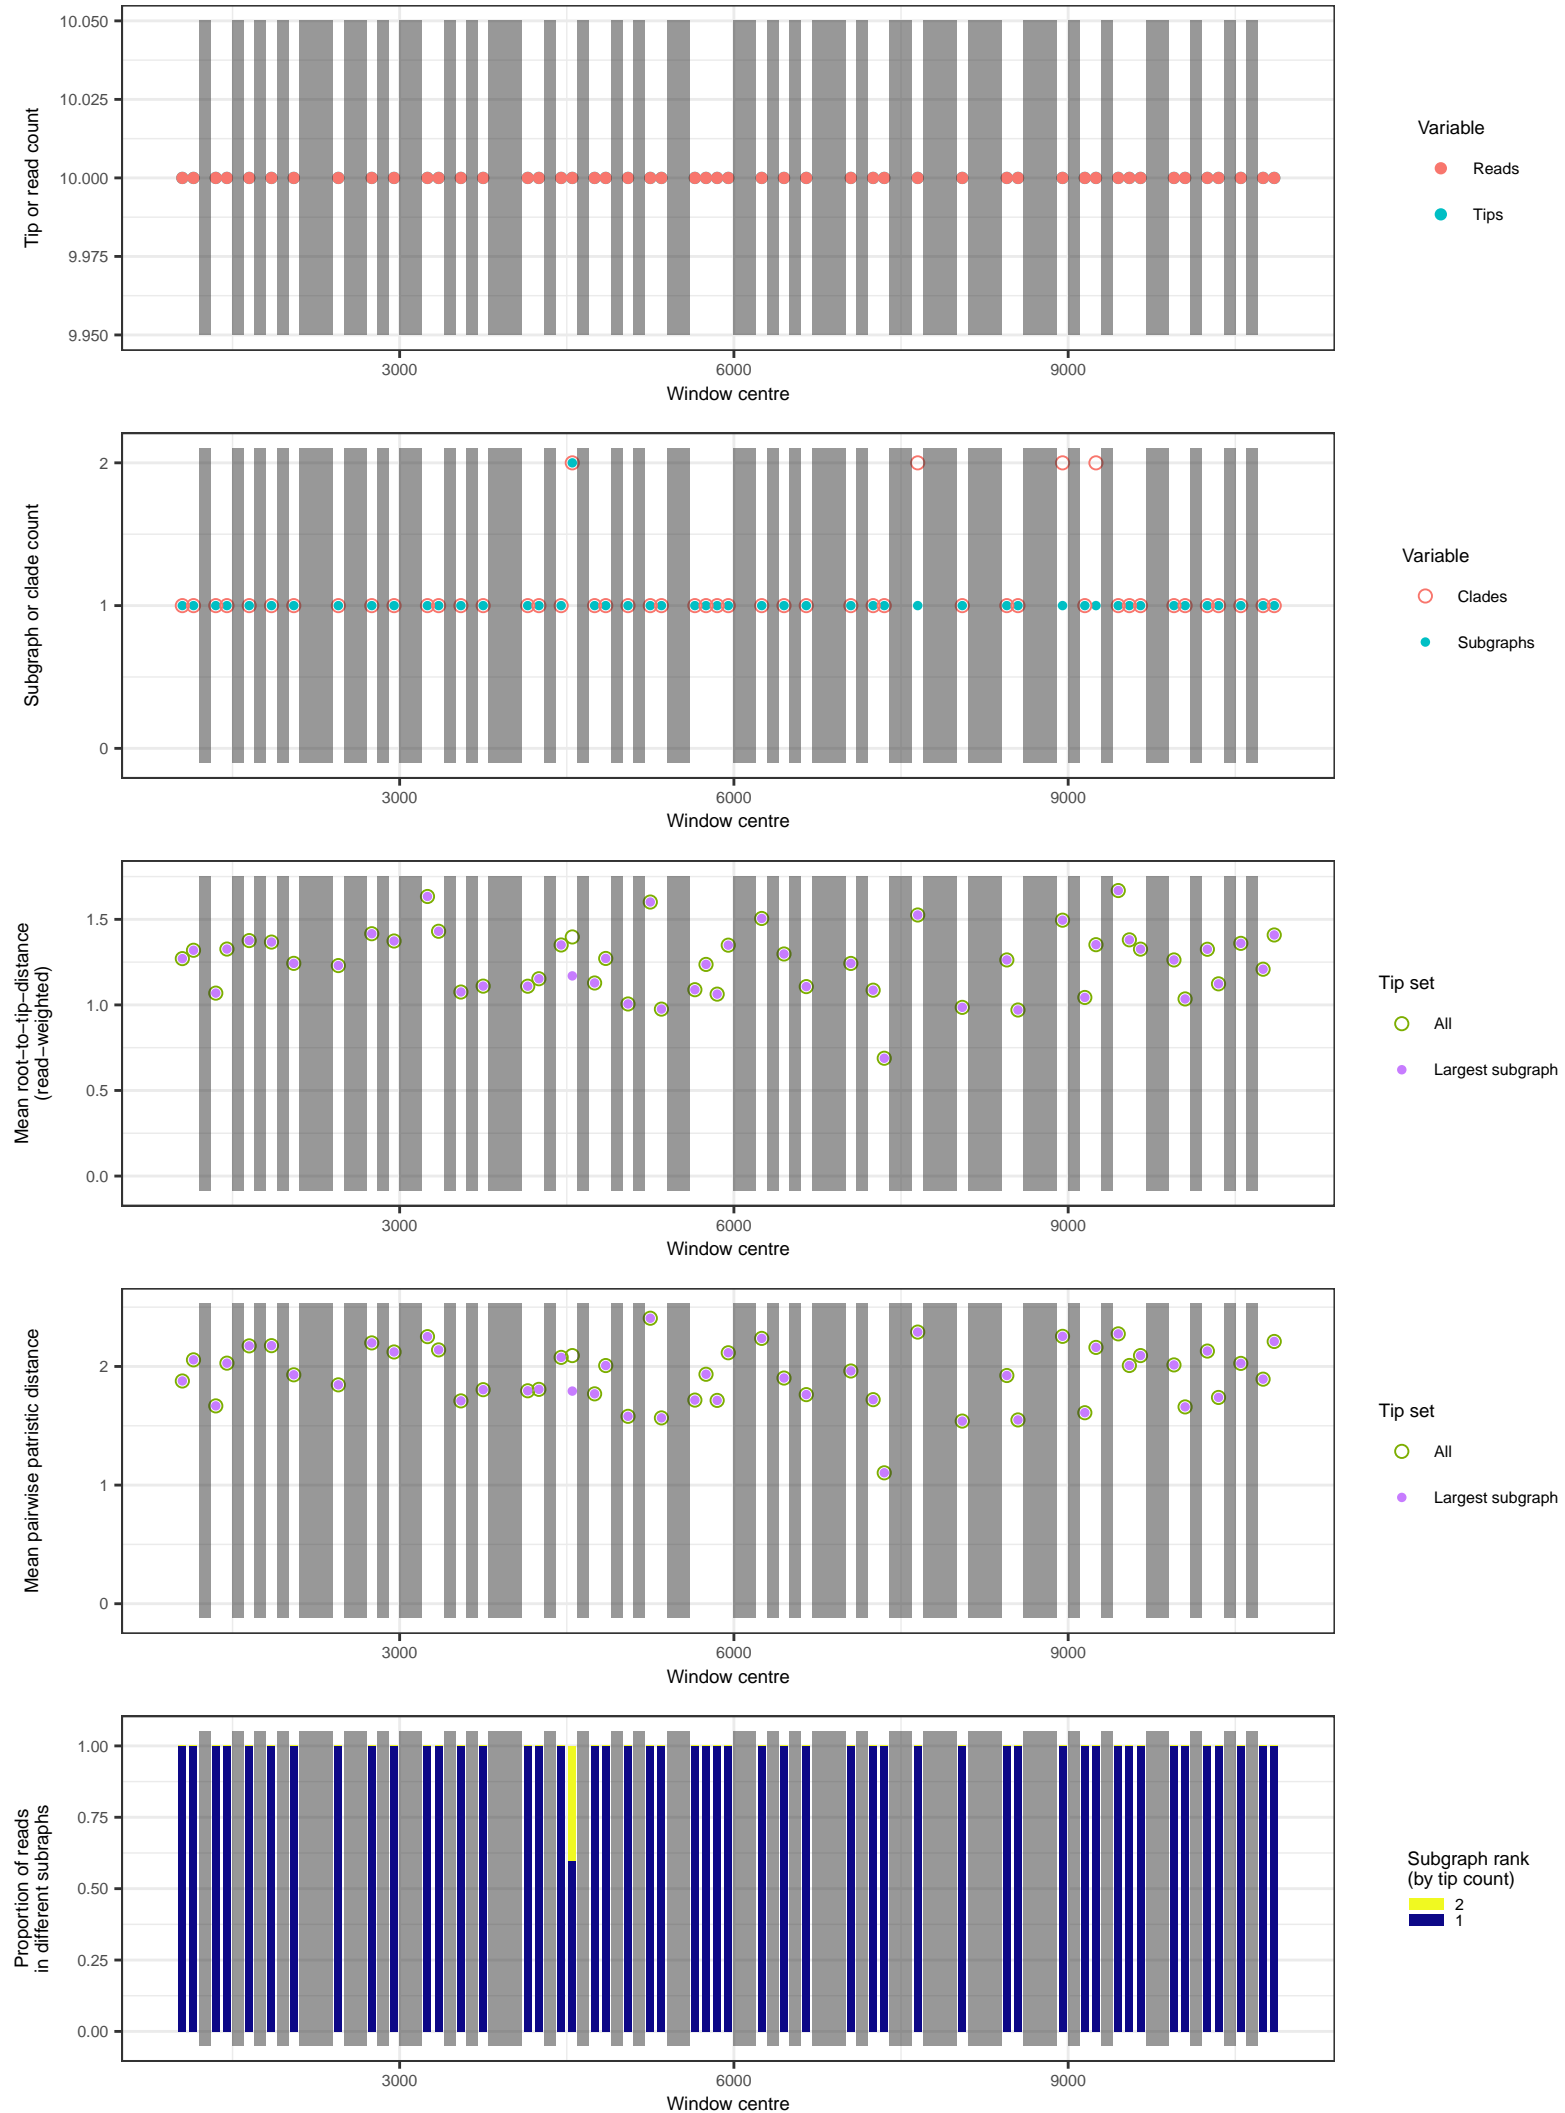 10.050
10.025
10.000
9.975
9.950
Tip or read count
3000
6000
9000
Window centre
Variable
Reads
Tips
2
1
0
Subgraph or clade count
3000
6000
9000
Window centre
Variable
Clades
Subgraphs
1.5
1.0
0.5
0.0
Mean root−to−tip−distance
(read−weighted)
3000
6000
9000
Window centre
Tip set
All
Largest subgraph
2
1
0
Mean pairwise patristic distance
3000
6000
9000
Window centre
Tip set
All
Largest subgraph
1.00
0.75
0.50
0.25
0.00
Proportion of reads
in different subraphs
3000
6000
9000
Window centre
Subgraph rank
(by tip count)
2
1